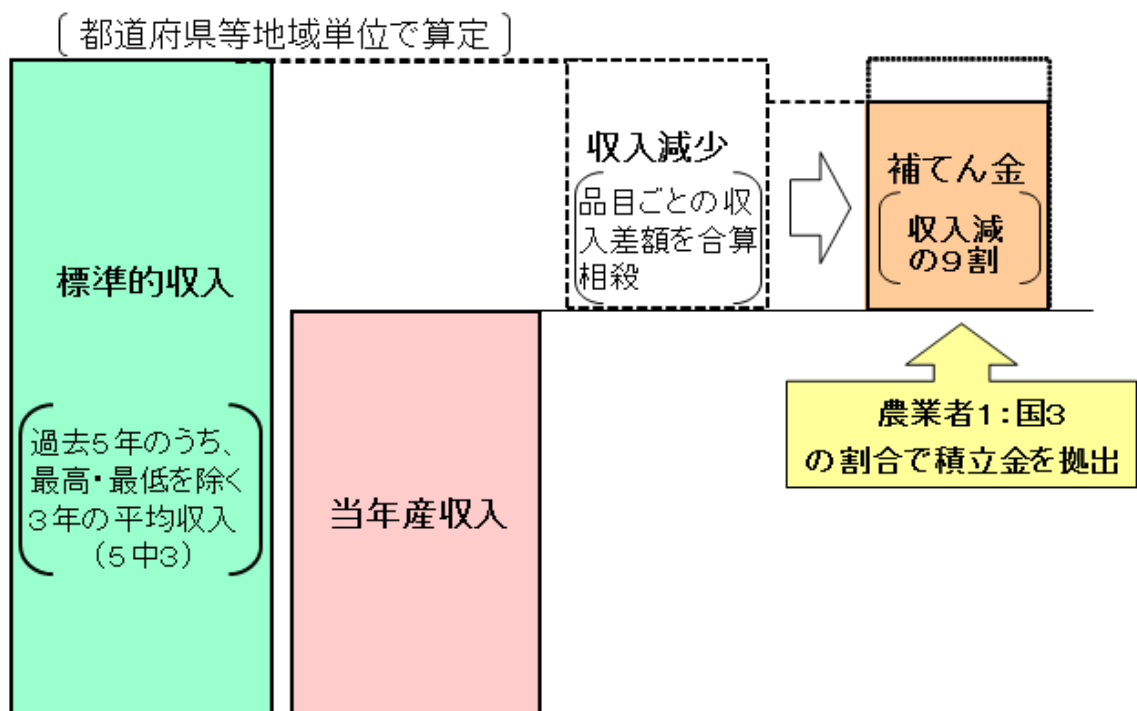 〔 都道府県等地域単位で算定 〕
標準的収入
過去5年のうち、
最高・最低を除く
3年の平均収入
（5中3）
当年産収入
収入減少
品目ごとの収
入差額を合算
相殺
補てん金
収入減
の9割
農業者1：国3
の割合で積立金を拠出